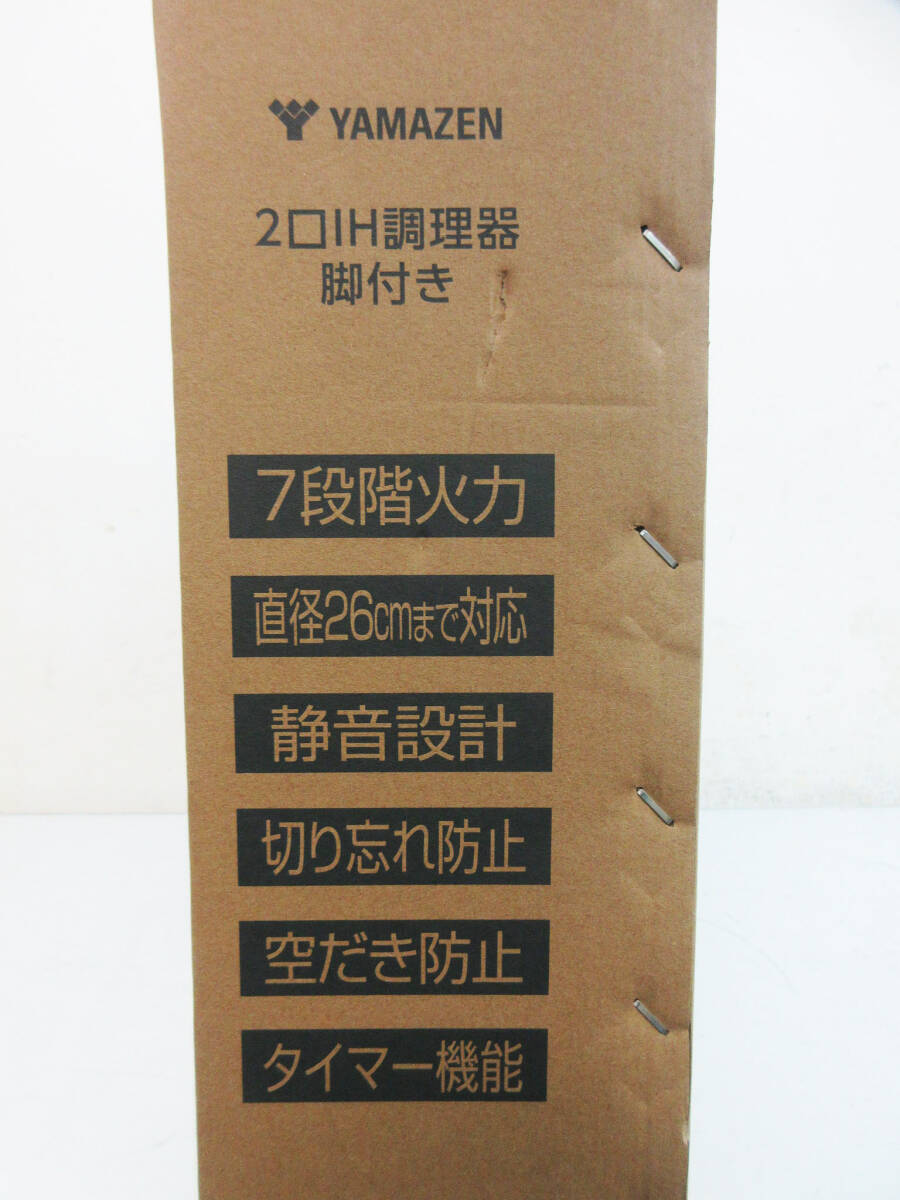 YAMAZEN
2口IH調理器
脚付き
7段階火力
直径26cmまで対応
静音設計
切り忘れ防止
空だき防止
タイマー機能